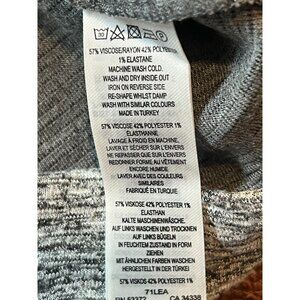 57% VISCOSE/RAYON 42% POLYESTER
1% ELASTANE
MACHINE WASH COLD.
WASH AND DRY INSIDE OUT
IRON ON REVERSE SIDE
RE-SHAPE WHILST DAMP
WASH WITH SIMILAR COLOURS
MADE IN TURKEY
57% VISCOSE 42% POLYESTER 1%
ELASTHANNE
LAVAGE À FROID EN MACHINE.
LAVER ET SÉCHER SUR L'ENVERS
NE REPASSER QUE SUR L'ENVERS
REDONNER FORME AU VÊTEMENT
ENCORE HUMIDE
LAVER AVEC DES COULEURS
SIMILAIRES
FABRIQUÉ EN TURQUIE
57% VISKOSE 42% POLYESTER 1%
ELASTHAN
KALTE MASCHINENWÄSCHE.
AUF LINKS WASCHEN UND TROCKNEN
AUF LINKS BÜGELN
IN FEUCHTEM ZUSTAND IN FORM
ZIEHEN
MIT ÄHNLICHEN FARBEN WASCHEN
HERGESTELLT IN DER TÜRKEI
57% VISKOS 42% POLYESTER 1%
71LEA
53372 CA 34338